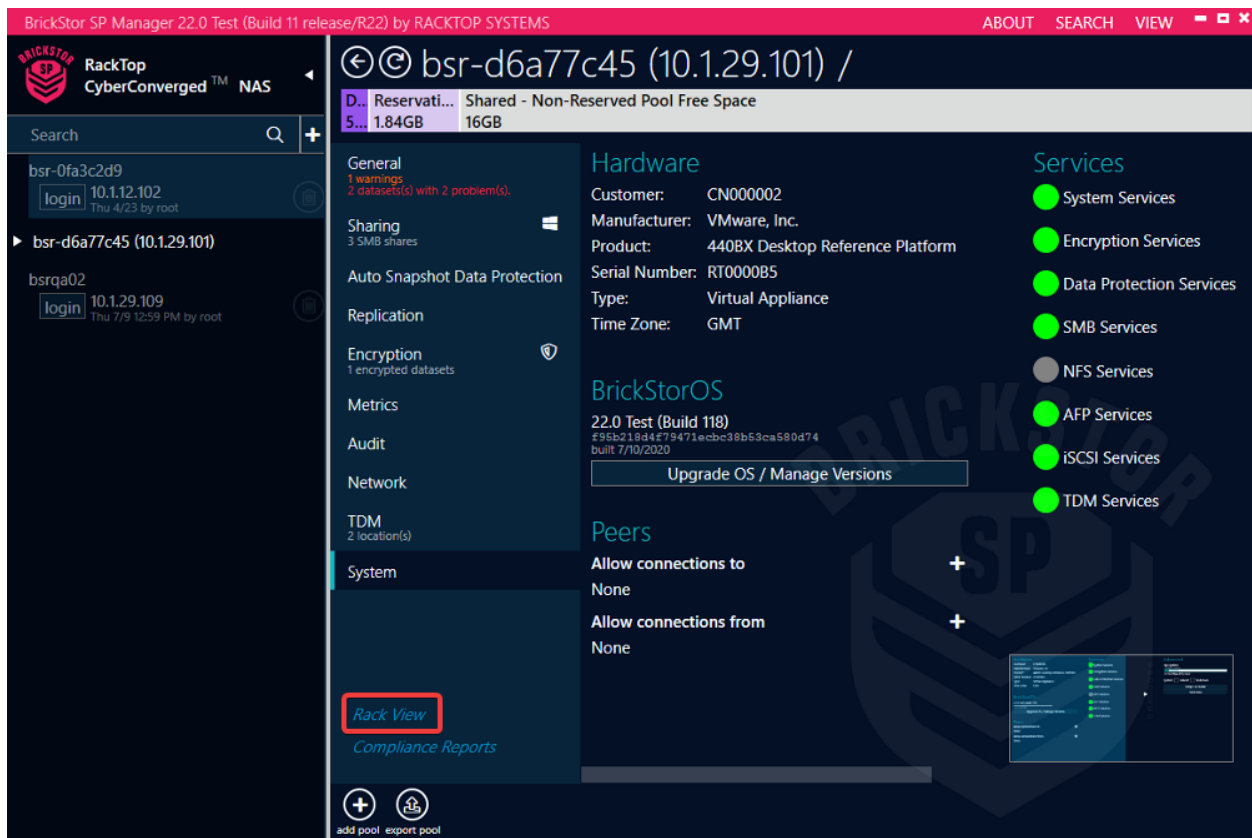 BrickStor SP Manager 22.0 Test (Build 11 release/R22) by RACKTOP SYSTEMS
ABOUT SEARCH VIEW
BRICKSTOR
SP
RackTop
CyberConverged TM NAS
Search
bsr-0fa3c2d9
login 10.1.12.102
Thu 4/23 by root
bsr-d6a77c45 (10.1.29.101)
bsrqa02
login 10.1.29.109
Thu 7/9 12:59 PM by root
bsr-d6a77c45 (10.1.29.101) /
D.. Reservati... Shared - Non-Reserved Pool Free Space
5... 1.84GB 16GB
General
1 warnings
2 datasets(s) with 2 problem(s).
Sharing
3 SMB shares
Auto Snapshot Data Protection
Replication
Encryption
1 encrypted datasets
Metrics
Audit
Network
TDM
2 location(s)
System
Rack View
Compliance Reports
add pool export pool
Hardware
Customer: CN000002
Manufacturer: VMware, Inc.
Product: 440BX Desktop Reference Platform
Serial Number: RT0000B5
Type: Virtual Appliance
Time Zone: GMT
BrickStorOS
22.0 Test (Build 118)
f95b218d4f79471ecbc38b53ca580d74
built 7/10/2020
Upgrade OS / Manage Versions
Peers
Allow connections to
None
Allow connections from
None
Services
System Services
Encryption Services
Data Protection Services
SMB Services
NFS Services
AFP Services
iSCSI Services
TDM Services
BRICKSTOR
SP